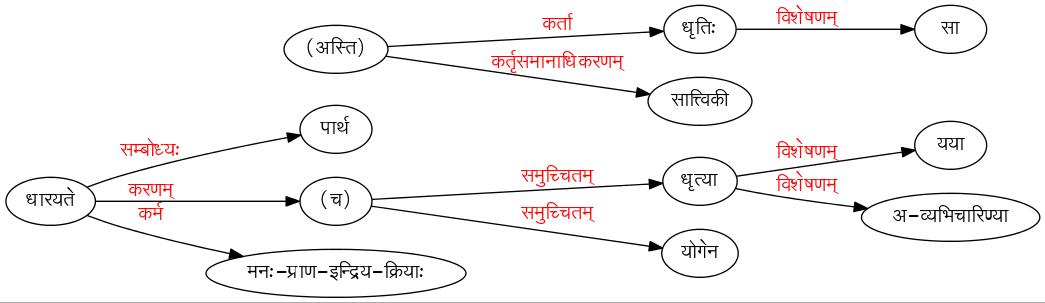 (अस्ति)
कर्ता
धृतिः
विशेषणम्
सा
कर्तृसमानाधिकरणम्
सात्त्विकी
धारयते
सम्बोध्यः
पार्थ
करणम्
(च)
समुच्चितम्
धृत्या
विशेषणम्
यया
विशेषणम्
अ-व्यभिचारिण्या
समुच्चितम्
योगेन
कर्म
मनः-प्राण-इन्द्रिय-क्रियाः